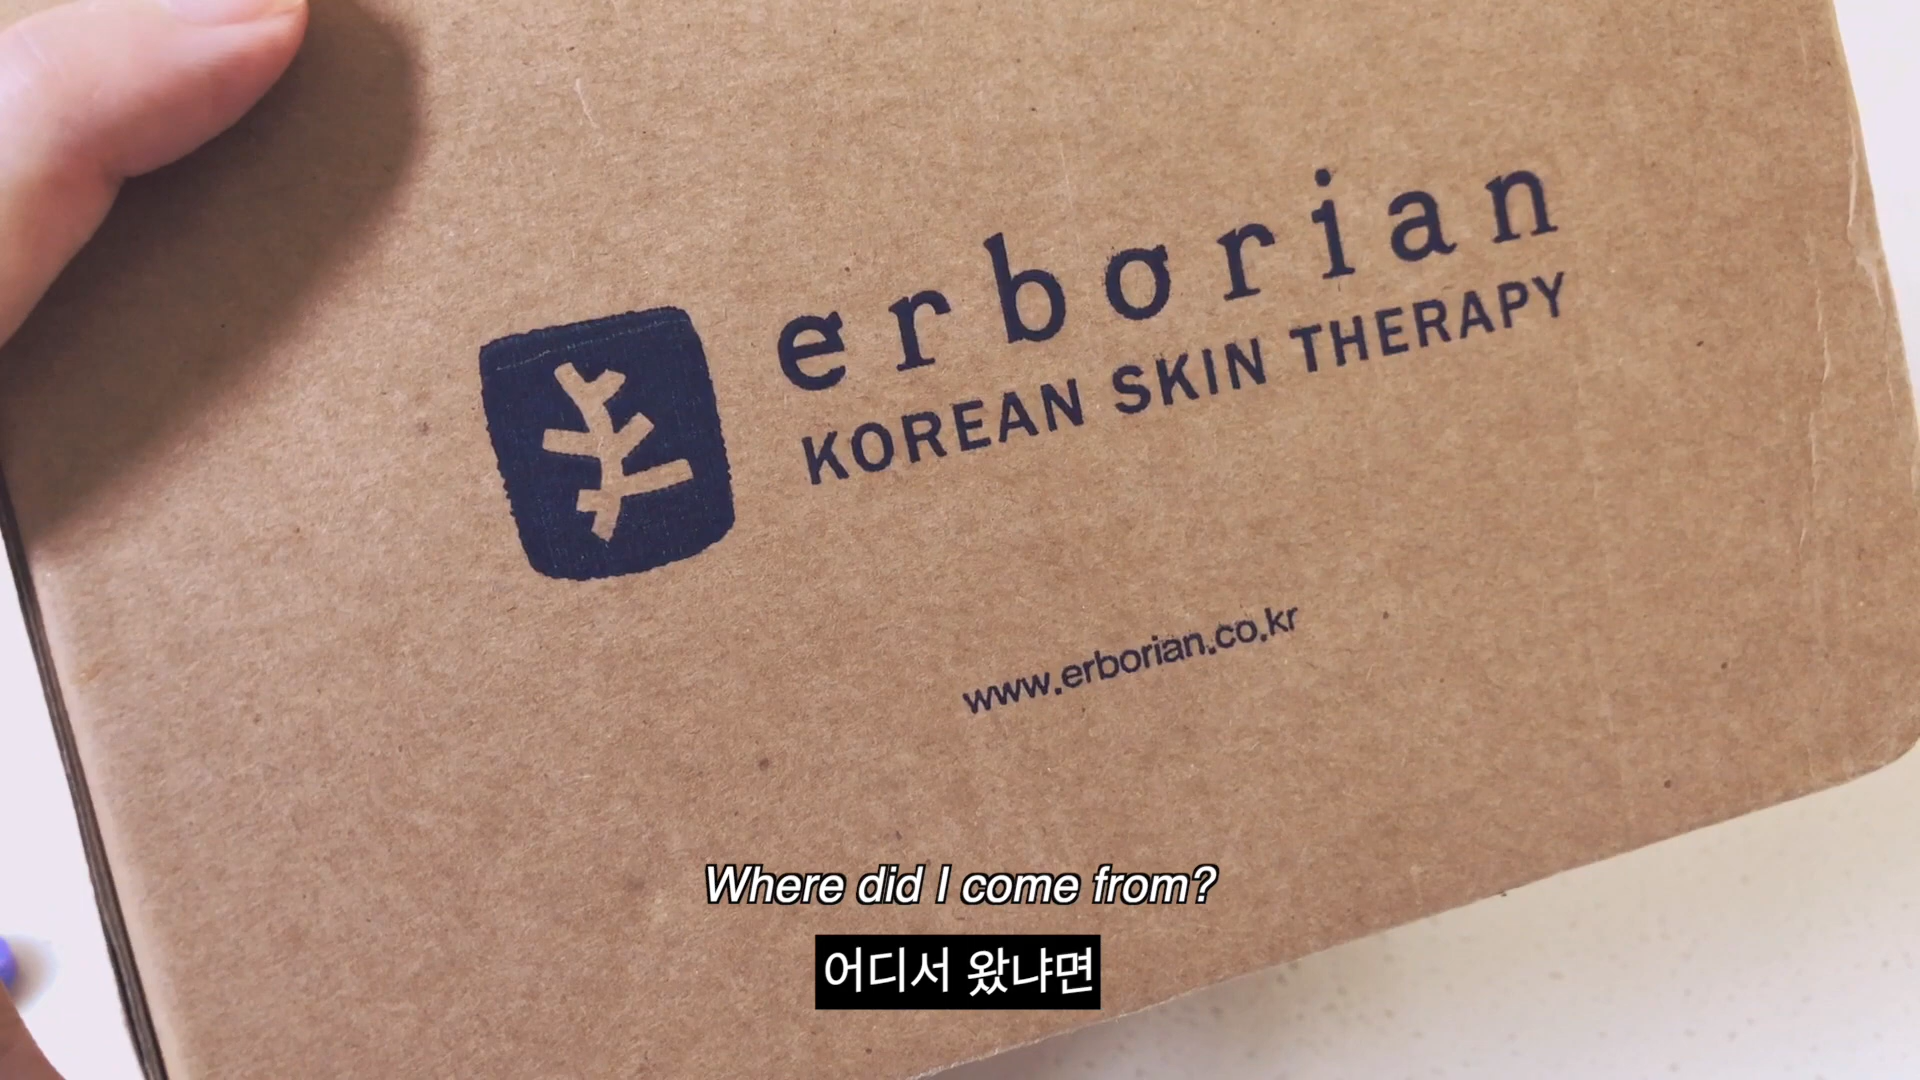 erborian
KOREAN SKIN THERAPY
www.erborian.co.kr
Where did I come from?
어디서 왔냐면